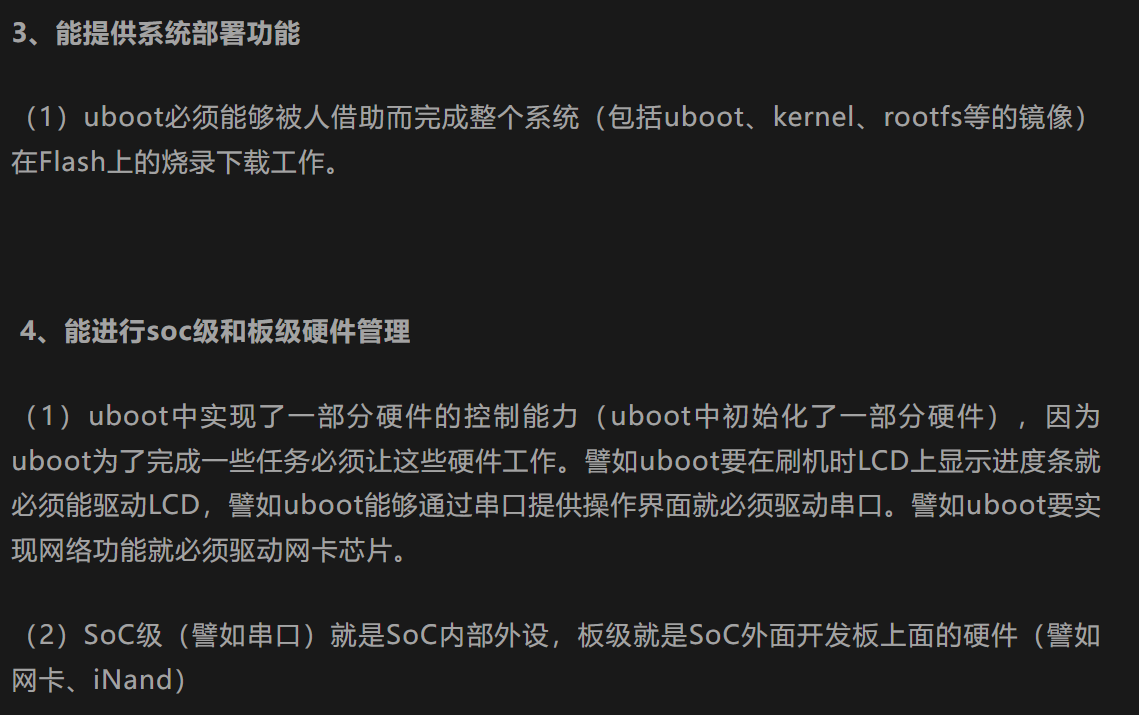 3、能提供系统部署功能
（1）uboot必须能够被人借助而完成整个系统（包括uboot、kernel、rootfs等的镜像）
在Flash上的烧录下载工作。
4、能进行soc级和板级硬件管理
（1）uboot中实现了一部分硬件的控制能力（uboot中初始化了一部分硬件），因为
uboot为了完成一些任务必须让这些硬件工作。譬如uboot要在刷机时LCD上显示进度条就
必须能驱动LCD，譬如uboot能够通过串口提供操作界面就必须驱动串口。譬如uboot要实
现网络功能就必须驱动网卡芯片。
（2）SoC级（譬如串口）就是SoC内部外设，板级就是SoC外面开发板上面的硬件（譬如
网卡、iNand）